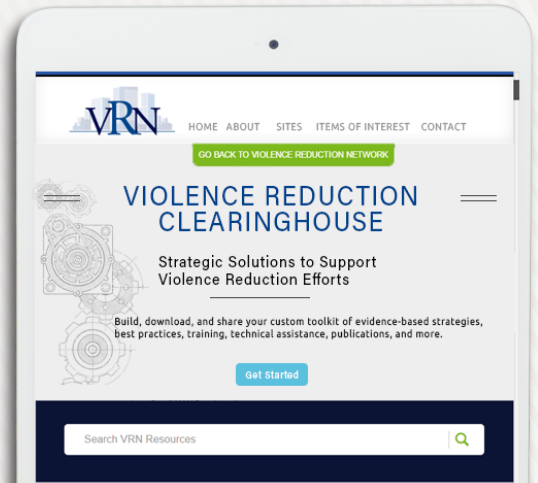 VRN
HOME ABOUT SITES ITEMS OF INTEREST CONTACT
GO BACK TO VIOLENCE REDUCTION NETWORK
VIOLENCE REDUCTION
CLEARINGHOUSE
Strategic Solutions to Support
Violence Reduction Efforts
Build, download, and share your custom toolkit of evidence-based strategies,
best practices, training, technical assistance, publications, and more.
Get Started
Search VRN Resources